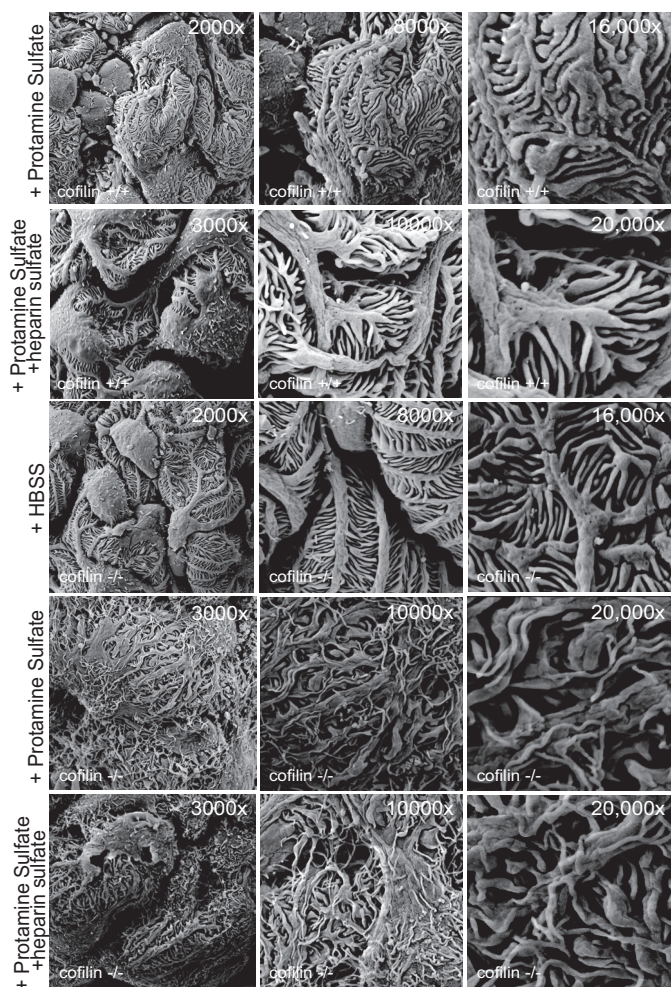 + Protamine Sulfate
2000x
8000x
16,000x
cofilin +/+
cofilin +/+
cofilin +/+
+ Protamine Sulfate
+heparin sulfate
3000x
10000x
20,000x
cofilin +/+
cofilin +/+
cofilin +/+
+ HBSS
2000x
8000x
16,000x
cofilin -/-
cofilin -/-
cofilin -/-
+ Protamine Sulfate
3000x
10000x
20,000x
cofilin -/-
cofilin -/-
cofilin -/-
+ Protamine Sulfate
+heparin sulfate
3000x
10000x
20,000x
cofilin -/-
cofilin -/-
cofilin -/-